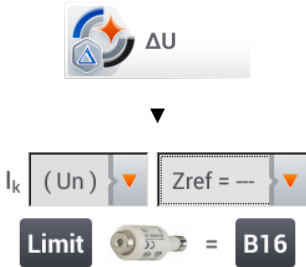 ΔU
▼
Ik ( Un ) ▼ Zref = --- ▼
Limit = B16